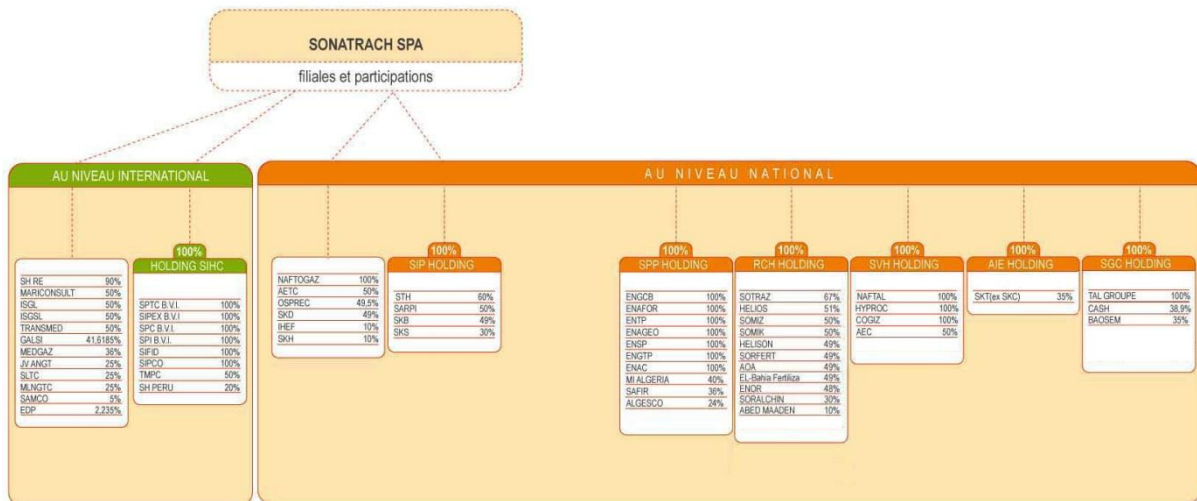 SONATRACH SPA
filiales et participations
AU NIVEAU INTERNATIONAL
SH RE 90%
MARICONSULT 50%
ISGL 50%
ISGSL 50%
TRANSMED 50%
GALSI 41,6185%
MEDGAZ 36%
JV ANGT 25%
SLTC 25%
MLNGTC 25%
SAMCO 5%
EDP 2,235%
100%
HOLDING SIHC
SPTC B.V.I. 100%
SIPEX B.V.I 100%
SPC B.V.I. 100%
SPI B.V.I. 100%
SIFID 100%
SIPCO 100%
TMPC 50%
SH PERU 20%
AU NIVEAU NATIONAL
NAFTOGAZ 100%
AETC 50%
OSPREC 49,5%
SKD 49%
IHEF 10%
SKH 10%
100%
SIP HOLDING
STH 60%
SARPI 50%
SKB 49%
SKS 30%
100%
SPP HOLDING
ENGCB 100%
ENAFOR 100%
ENTP 100%
ENAGEO 100%
ENSP 100%
ENGTP 100%
ENAC 100%
MI ALGERIA 40%
SAFIR 36%
ALGESCO 24%
100%
RCH HOLDING
SOTRAZ 67%
HELIOS 51%
SOMIZ 50%
SOMIK 50%
HELISON 49%
SORFERT 49%
AOA 49%
EL-Bahia Fertiliza 49%
ENOR 48%
SORALCHIN 30%
ABED MAADEN 10%
100%
SVH HOLDING
NAFTAL 100%
HYPROC 100%
COGIZ 100%
AEC 50%
100%
AIE HOLDING
SKT(ex SKC) 35%
100%
SGC HOLDING
TAL GROUPE 100%
CASH 38,9%
BAOSEM 35%